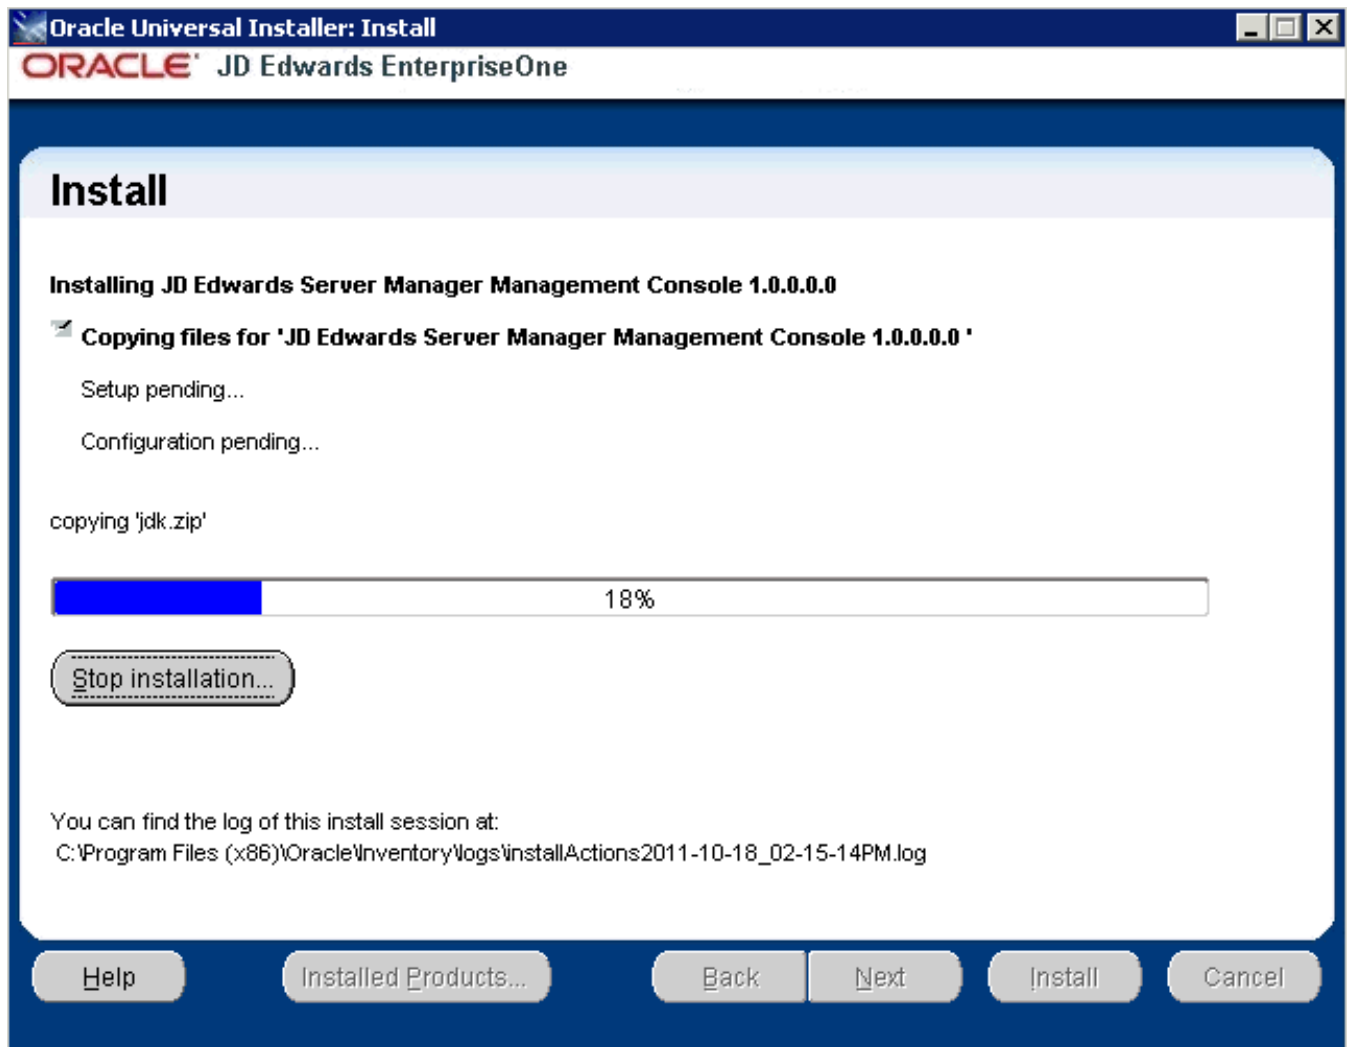 Oracle Universal Installer: Install
ORACLE JD Edwards EnterpriseOne
Install
Installing JD Edwards Server Manager Management Console 1.0.0.0.0
Copying files for 'JD Edwards Server Manager Management Console 1.0.0.0.0 '
Setup pending...
Configuration pending...
copying 'jdk.zip'
18%
Stop installation...
You can find the log of this install session at:
C:\Program Files (x86)\Oracle\Inventory\logs\installActions2011-10-18_02-15-14PM.log
Help Installed Products... Back Next Install Cancel